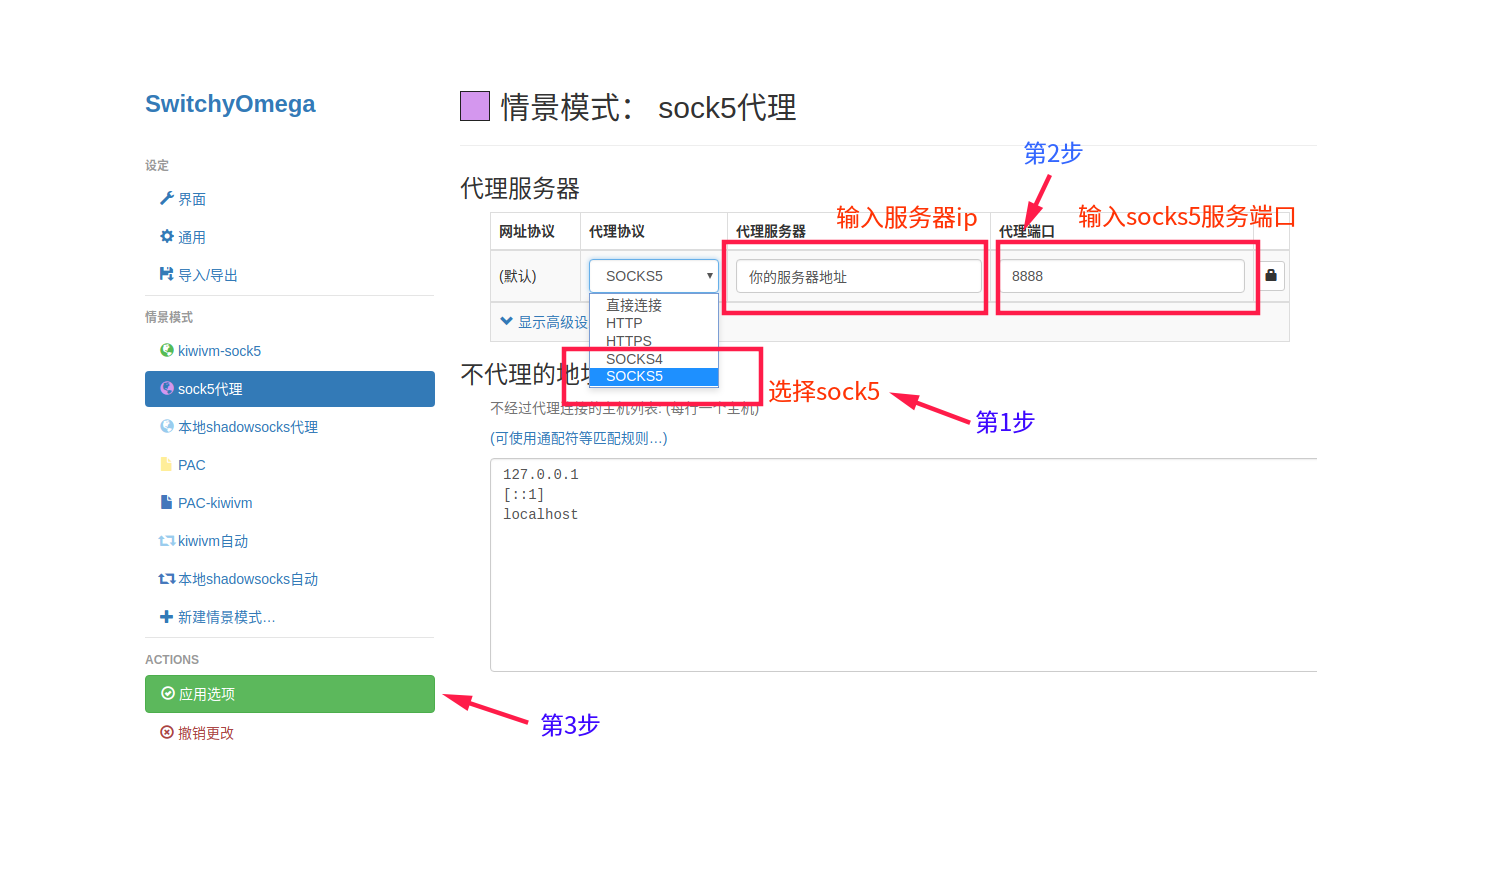 SwitchyOmega
设定
界面
通用
导入/导出
情景模式
kiwivm-sock5
sock5代理
本地shadowsocks代理
PAC
PAC-kiwivm
kiwivm自动
本地shadowsocks自动
新建情景模式…
ACTIONS
应用选项
撤销更改
第3步
情景模式： sock5代理
第2步
代理服务器
输入服务器ip
输入socks5服务端口
网址协议 代理协议 代理服务器 代理端口
(默认) SOCKS5 你的服务器地址 8888
直接连接
HTTP
HTTPS
SOCKS4
SOCKS5
显示高级设
不代理的地
选择sock5
第1步
不经过代理连接的主机列表: (每行一个主机)
(可使用通配符等匹配规则…)
127.0.0.1
[::1]
localhost